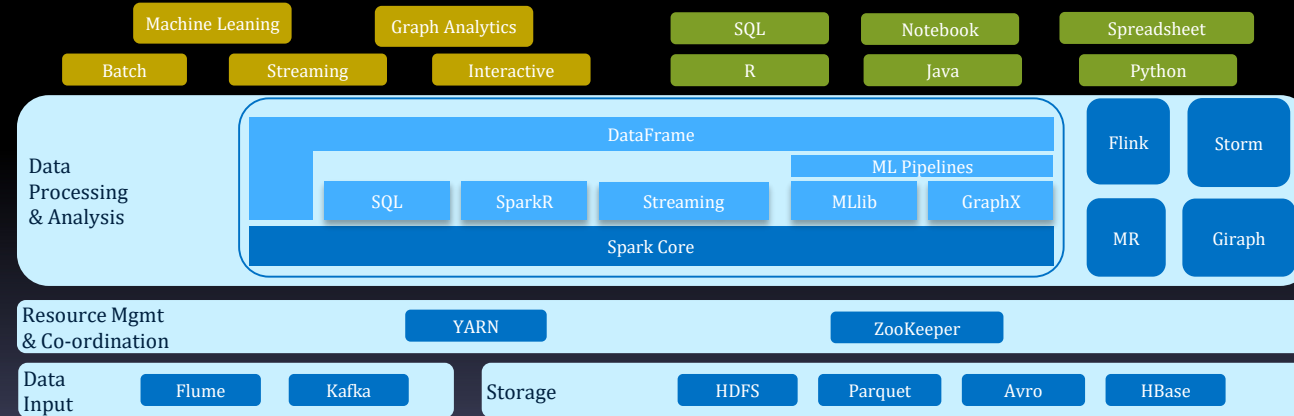 Machine Leaning
Graph Analytics
SQL
Notebook
Spreadsheet
Batch
Streaming
Interactive
R
Java
Python
Data
Processing
& Analysis
DataFrame
ML Pipelines
SQL
SparkR
Streaming
MLlib
GraphX
Spark Core
Flink
Storm
MR
Giraph
Resource Mgmt
& Co-ordination
YARN
ZooKeeper
Data
Input
Flume
Kafka
Storage
HDFS
Parquet
Avro
HBase